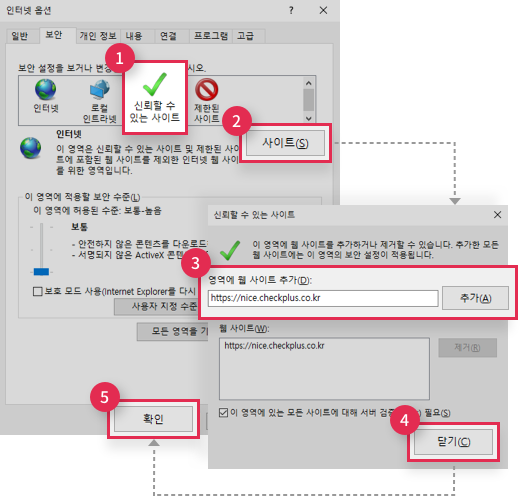 인터넷 옵션
일반 보안 개인 정보 내용 연결 프로그램 고급
1
보안 설정을 보거나 변경 시오.
인터넷
로컬
인트라넷
신뢰할 수
있는 사이트
제한된
사이트
2
인터넷
이 영역은 신뢰할 수 있는 사이트 및 제한된 사이
트에 포함된 웹 사이트를 제외한 인터넷 웹 사이
를 위한 영역입니다.
사이트(S)
이 영역에 적용할 보안 수준(L)
이 영역에 허용된 수준: 보통-높음
보통
- 안전하지 않은 콘텐츠를 다운로드
- 서명되지 않은 ActiveX 콘텐
보호 모드 사용(Internet Explorer를 다시
사용자 지정 수준
모든 영역을 기
5
확인
신뢰할 수 있는 사이트
이 영역에 웹 사이트를 추가하거나 제거할 수 있습니다. 추가한 모든
웹 사이트에는 이 영역의 보안 설정이 적용됩니다.
3
영역에 웹 사이트 추가(D):
https://nice.checkplus.co.kr
추가(A)
웹 사이트(W):
https://nice.checkplus.co.kr
제거(R)
이 영역에 있는 모든 사이트에 대해 서버 검증 필요(S)
4
닫기(C)